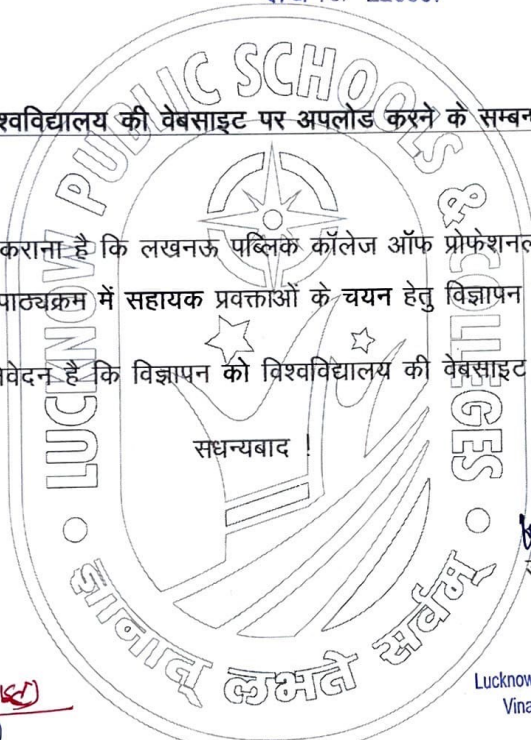 LUCKNOW PUBLIC SCHOOLS & COLLEGES
श्वविद्यालय की वेबसाइट पर अपलोड करने के सम्बन
कराना है कि लखनऊ पब्लिक कॉलेज ऑफ प्रोफेशनल
पाठ्यक्रम में सहायक प्रवक्ताओं के चयन हेतु विज्ञापन
वेदन है कि विज्ञापन को विश्वविद्यालय की वेबसाइट
सधन्यबाद !
ज्ञानात् लभते सर्वम्
Lucknow
Vina